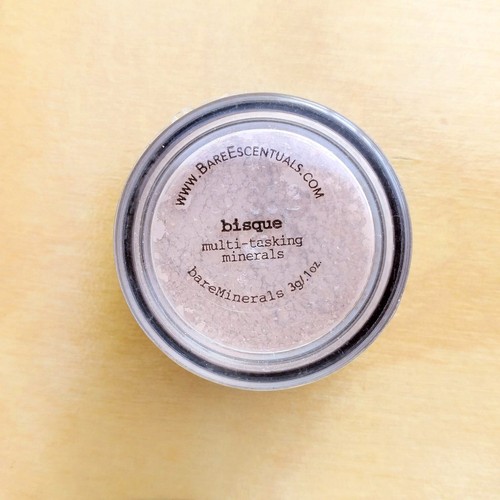 www.BareEscentuals.com
bisque
multi-tasking
minerals
bareMinerals 3g/.1oz.